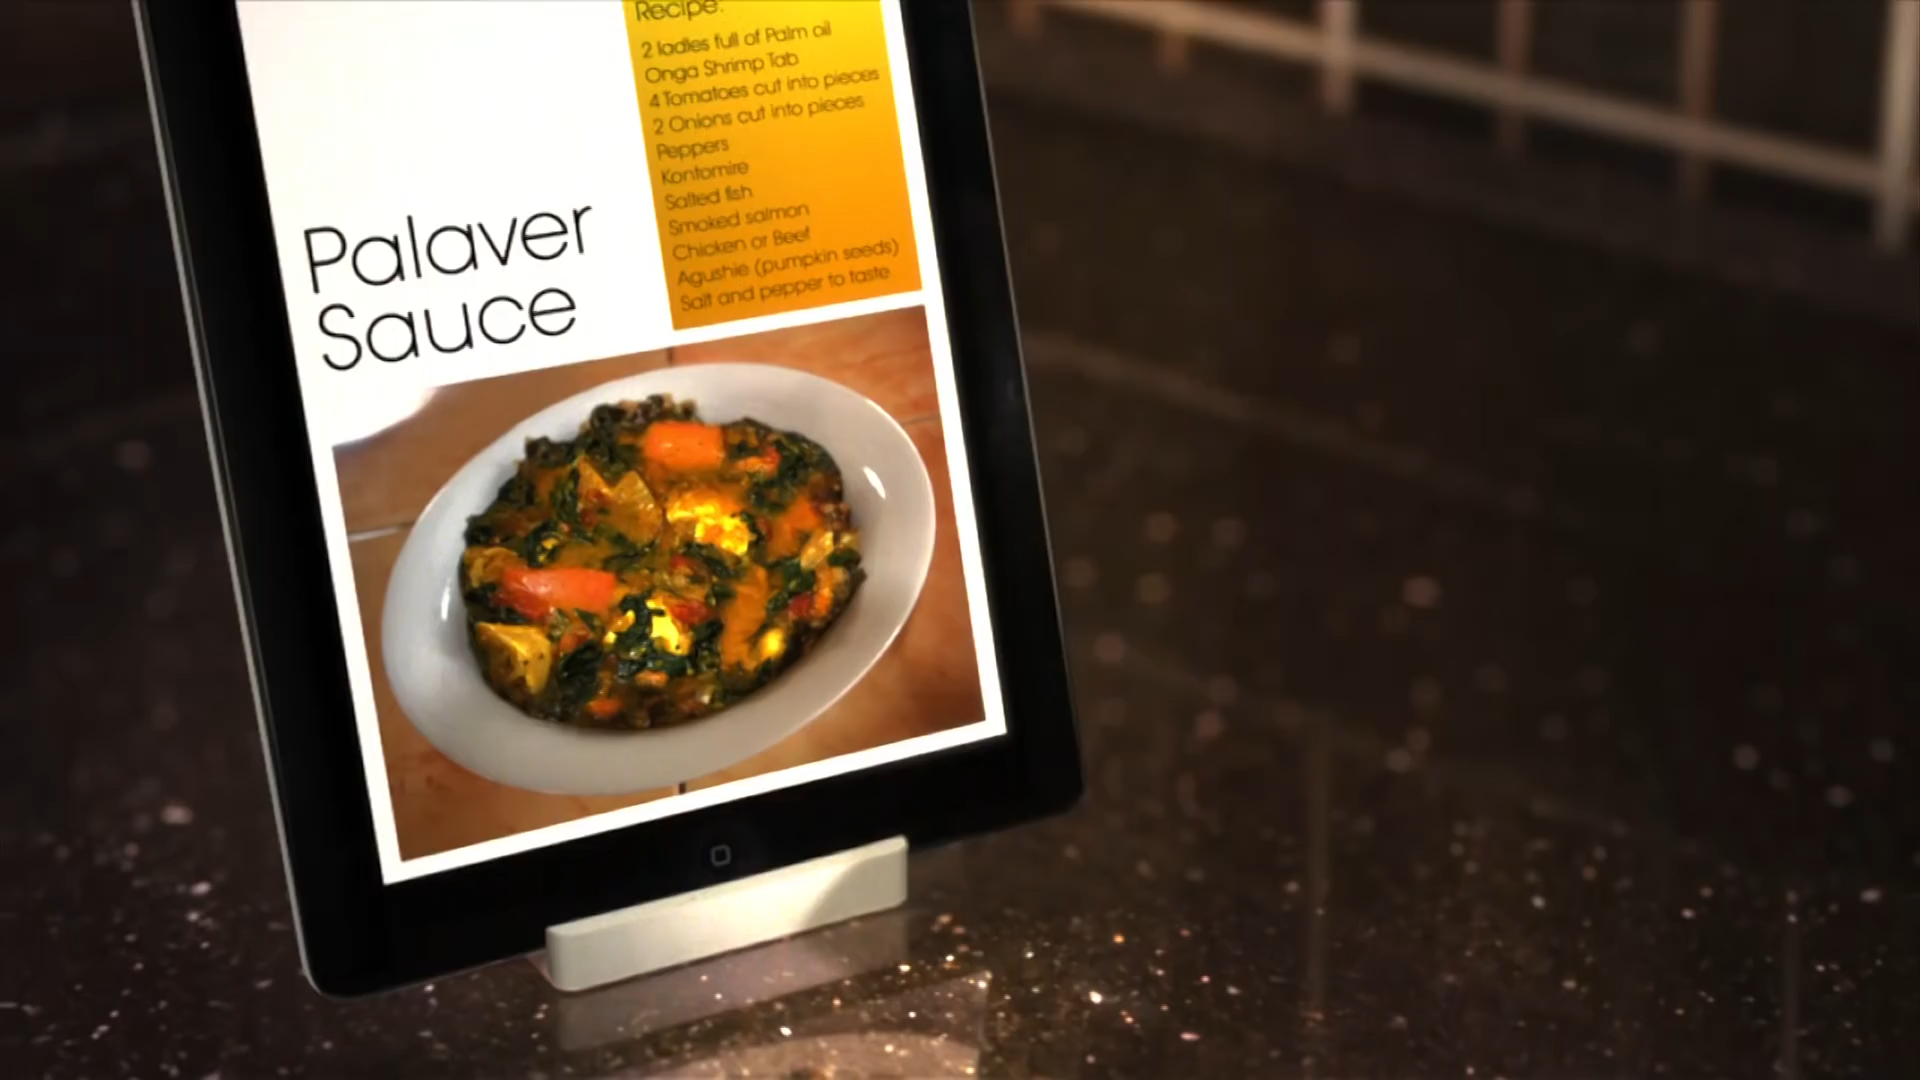 Recipe:
2 ladles full of Palm oil
Onga Shrimp Tab
4 Tomatoes cut into pieces
2 Onions cut into pieces
Peppers
Kontomire
Salted fish
Smoked salmon
Chicken or Beef
Agushie (pumpkin seeds)
Salt and pepper to taste
Palaver
Sauce